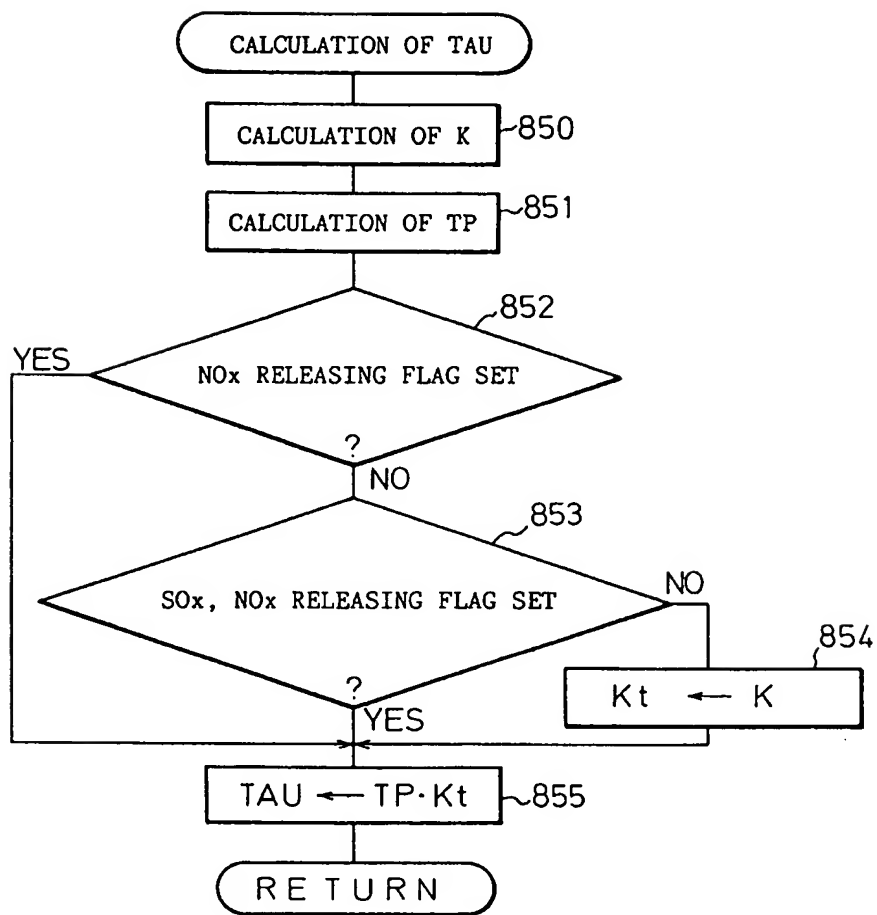 CALCULATION OF TAU
CALCULATION OF K
850
CALCULATION OF TP
851
852
YES
NOx RELEASING FLAG SET
?
NO
853
SOx, NOx RELEASING FLAG SET
NO
854
?
YES
Kt ← K
TAU ← TP·Kt
855
RETURN